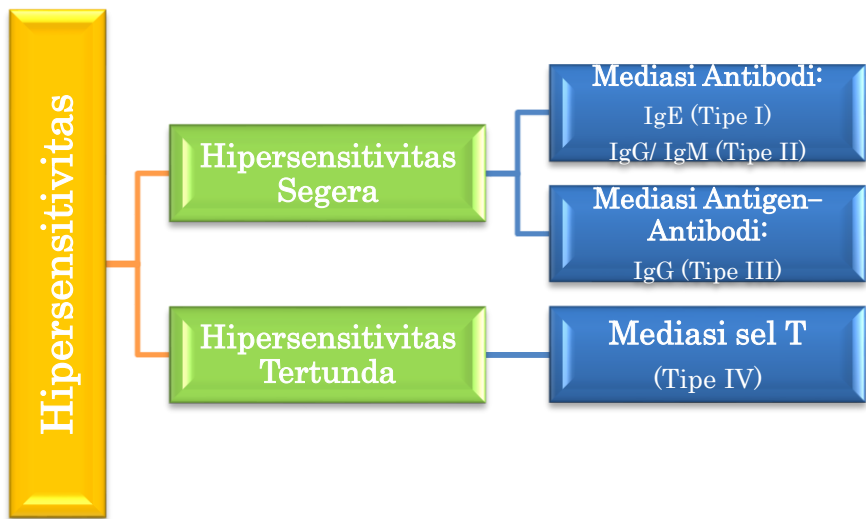 Hipersensitivitas
Hipersensitivitas
Segera
Mediasi Antibodi:
IgE (Tipe I)
IgG/ IgM (Tipe II)
Mediasi Antigen–
Antibodi:
IgG (Tipe III)
Hipersensitivitas
Tertunda
Mediasi sel T
(Tipe IV)